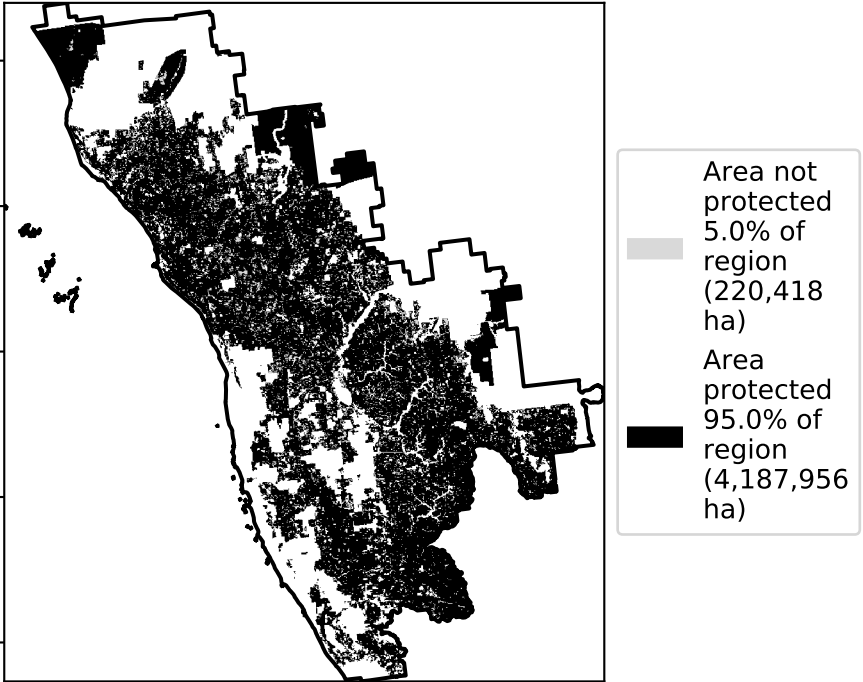 Area not
protected
5.0% of
region
(220,418
ha)
Area
protected
95.0% of
region
(4,187,956
ha)